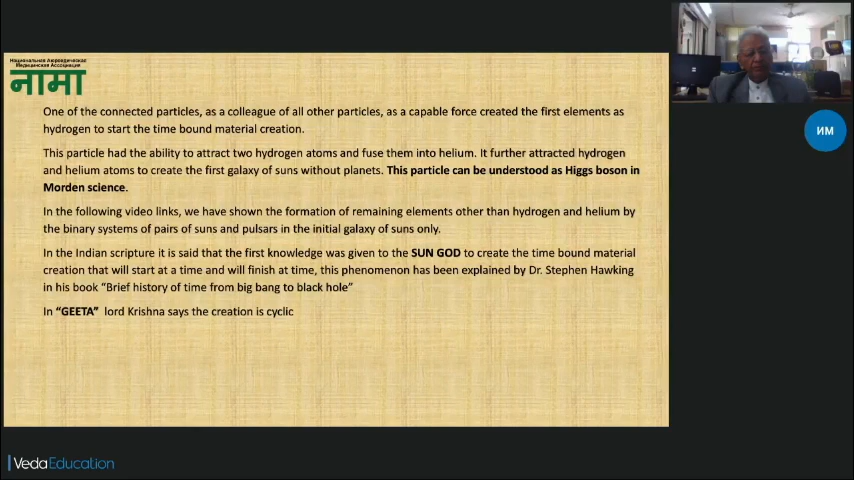 Национальная Аюрведическая
Медицинская Ассоциация
नामा
One of the connected particles, as a colleague of all other particles, as a capable force created the first elements as
hydrogen to start the time bound material creation.
This particle had the ability to attract two hydrogen atoms and fuse them into helium. It further attracted hydrogen
and helium atoms to create the first galaxy of suns without planets. This particle can be understood as Higgs boson in
Morden science.
In the following video links, we have shown the formation of remaining elements other than hydrogen and helium by
the binary systems of pairs of suns and pulsars in the initial galaxy of suns only.
In the Indian scripture it is said that the first knowledge was given to the SUN GOD to create the time bound material
creation that will start at a time and will finish at time, this phenomenon has been explained by Dr. Stephen Hawking
in his book “Brief history of time from big bang to black hole”
In “GEETA” lord Krishna says the creation is cyclic
ИМ
VedaEducation